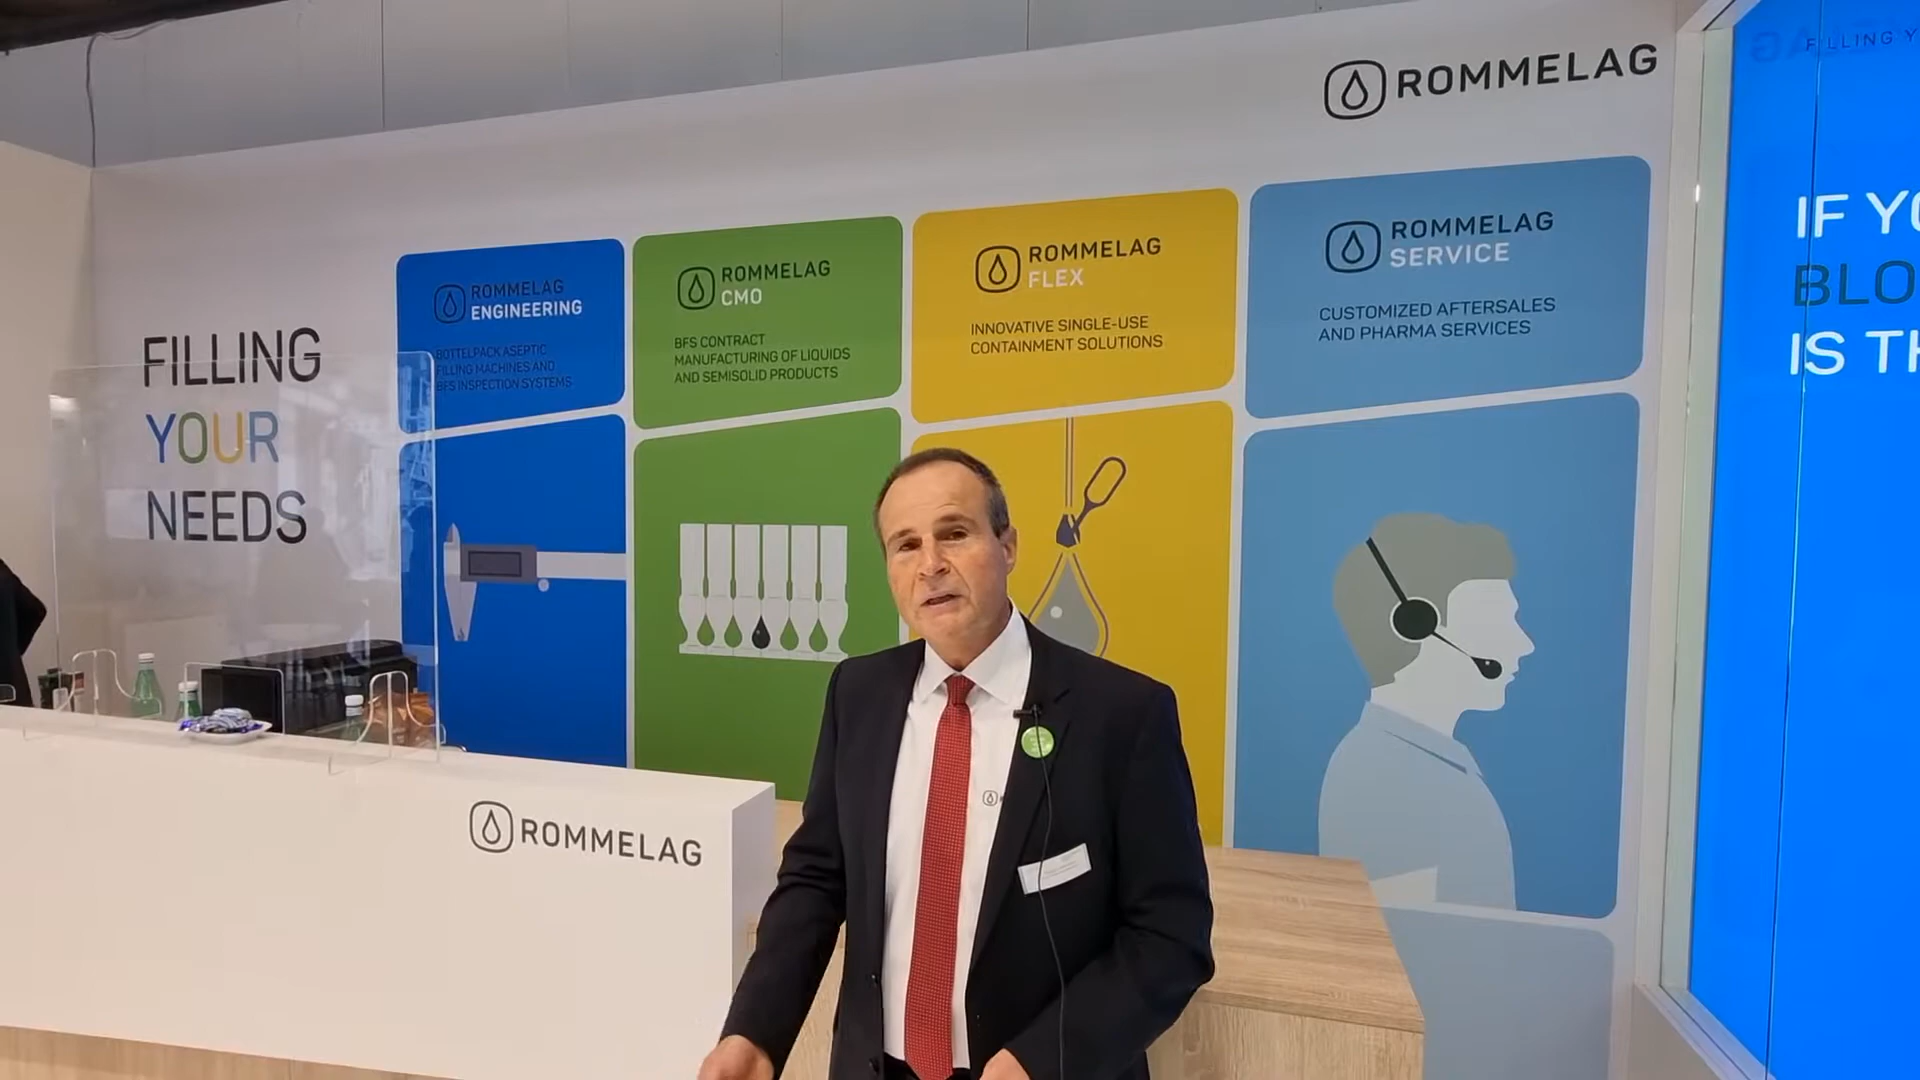 ROMMELAG
FILLING
YOUR
NEEDS
ROMMELAG
ENGINEERING
BOTTELPACK ASEPTIC
FILLING MACHINES AND
BFS INSPECTION SYSTEMS
ROMMELAG
CMO
BFS CONTRACT
MANUFACTURING OF LIQUIDS
AND SEMISOLID PRODUCTS
ROMMELAG
FLEX
INNOVATIVE SINGLE-USE
CONTAINMENT SOLUTIONS
ROMMELAG
SERVICE
CUSTOMIZED AFTERSALES
AND PHARMA SERVICES
FILLING Y
IF YO
BLO
IS TH
ROMMELAG